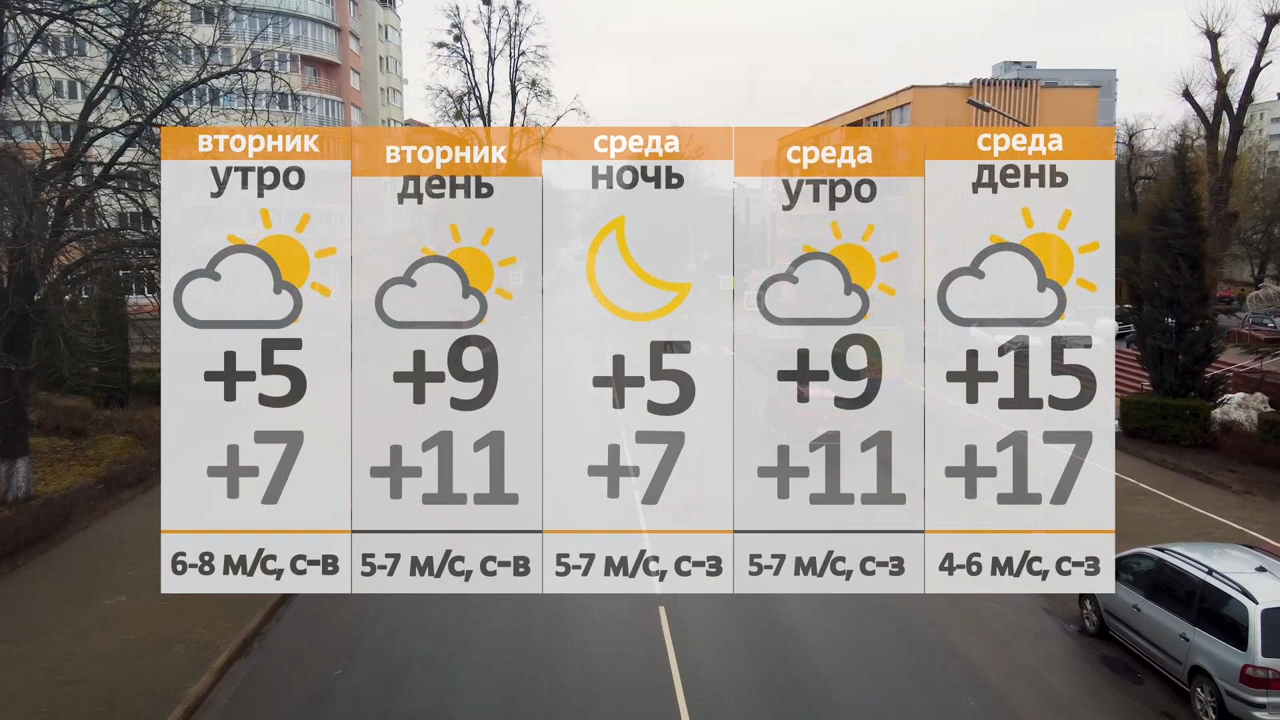 вторник
утро
+5
+7
6-8 м/с, с-в
вторник
день
+9
+11
5-7 м/с, с-в
среда
ночь
+5
+7
5-7 м/с, с-з
среда
утро
+9
+11
5-7 м/с, с-з
среда
день
+15
+17
4-6 м/с, с-з